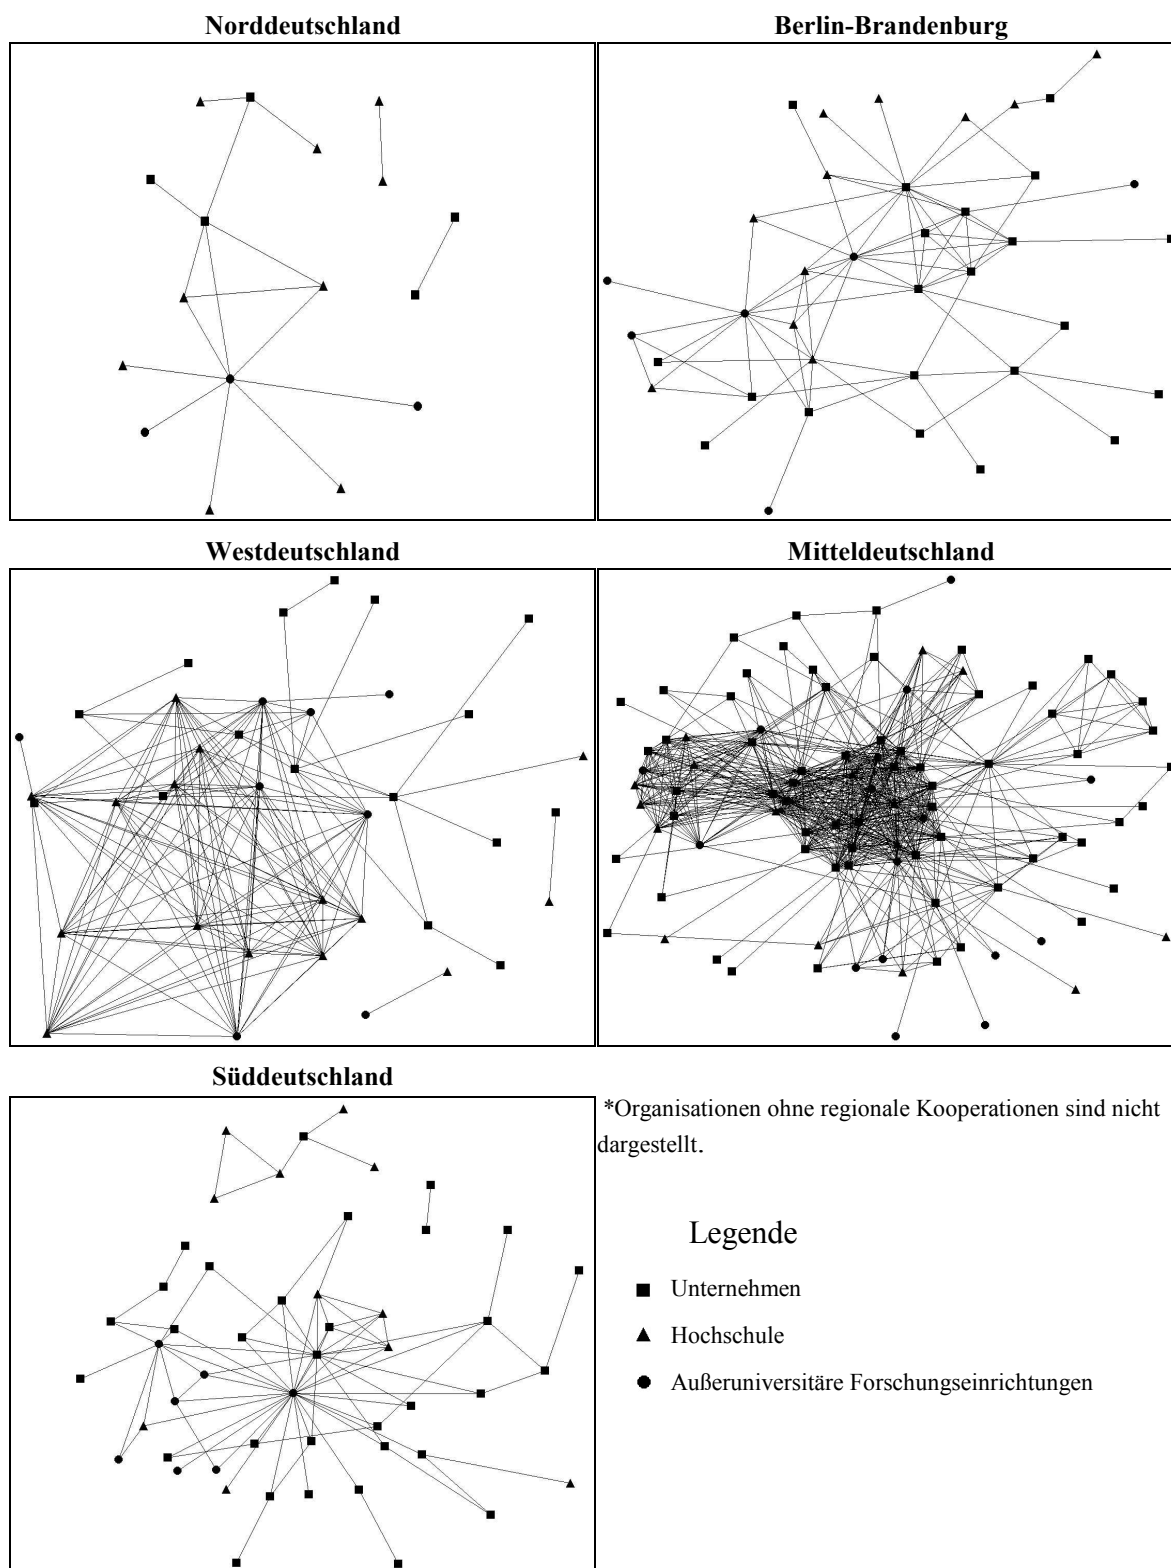 Norddeutschland
Berlin-Brandenburg
Westdeutschland
Mitteldeutschland
Süddeutschland
*Organisationen ohne regionale Kooperationen sind nicht
dargestellt.
Legende
Unternehmen
Hochschule
Außeruniversitäre Forschungseinrichtungen